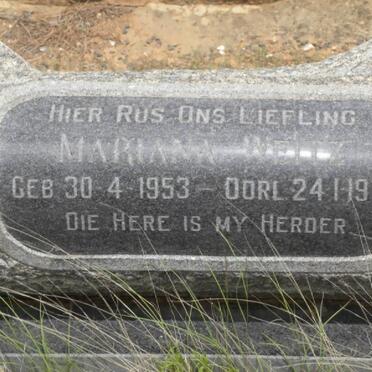 HIER RUS ONS LIEFLING
MARIANA
GEB 30·4·1953 – OORL 24·1·19
DIE HERE IS MY HERDER